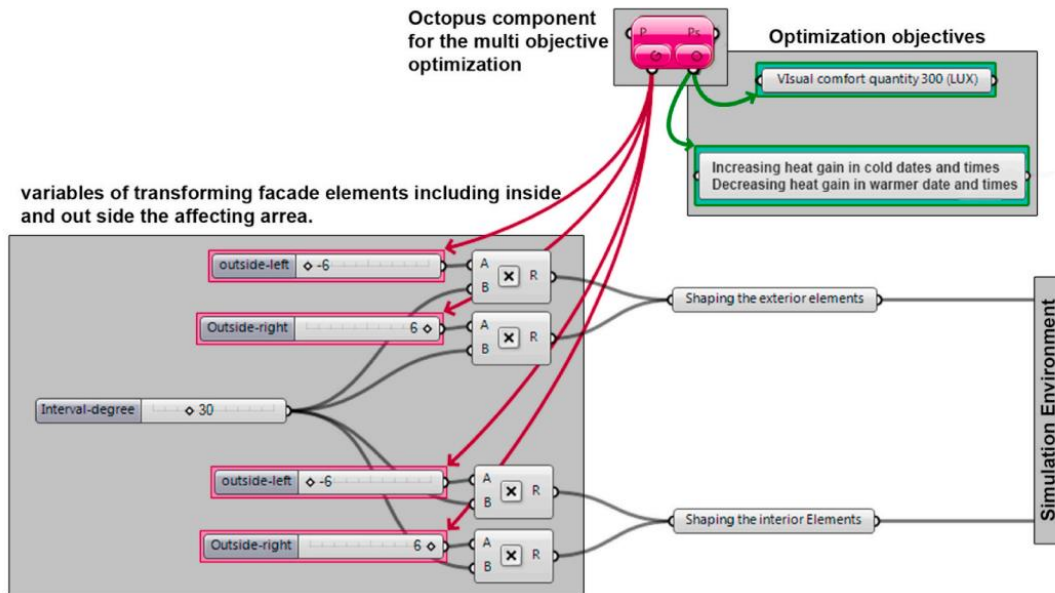 Octopus component
for the multi objective
optimization
P
Ps
G
O
Optimization objectives
VIsual comfort quantity 300 (LUX)
Increasing heat gain in cold dates and times
Decreasing heat gain in warmer date and times
variables of transforming facade elements including inside
and out side the affecting area.
outside-left
-6
A
B
R
Outside-right
6
A
B
R
Shaping the exterior elements
Interval-degree
30
outside-left
-6
A
B
R
Outside-right
6
A
B
R
Shaping the interior Elements
Simulation Environment